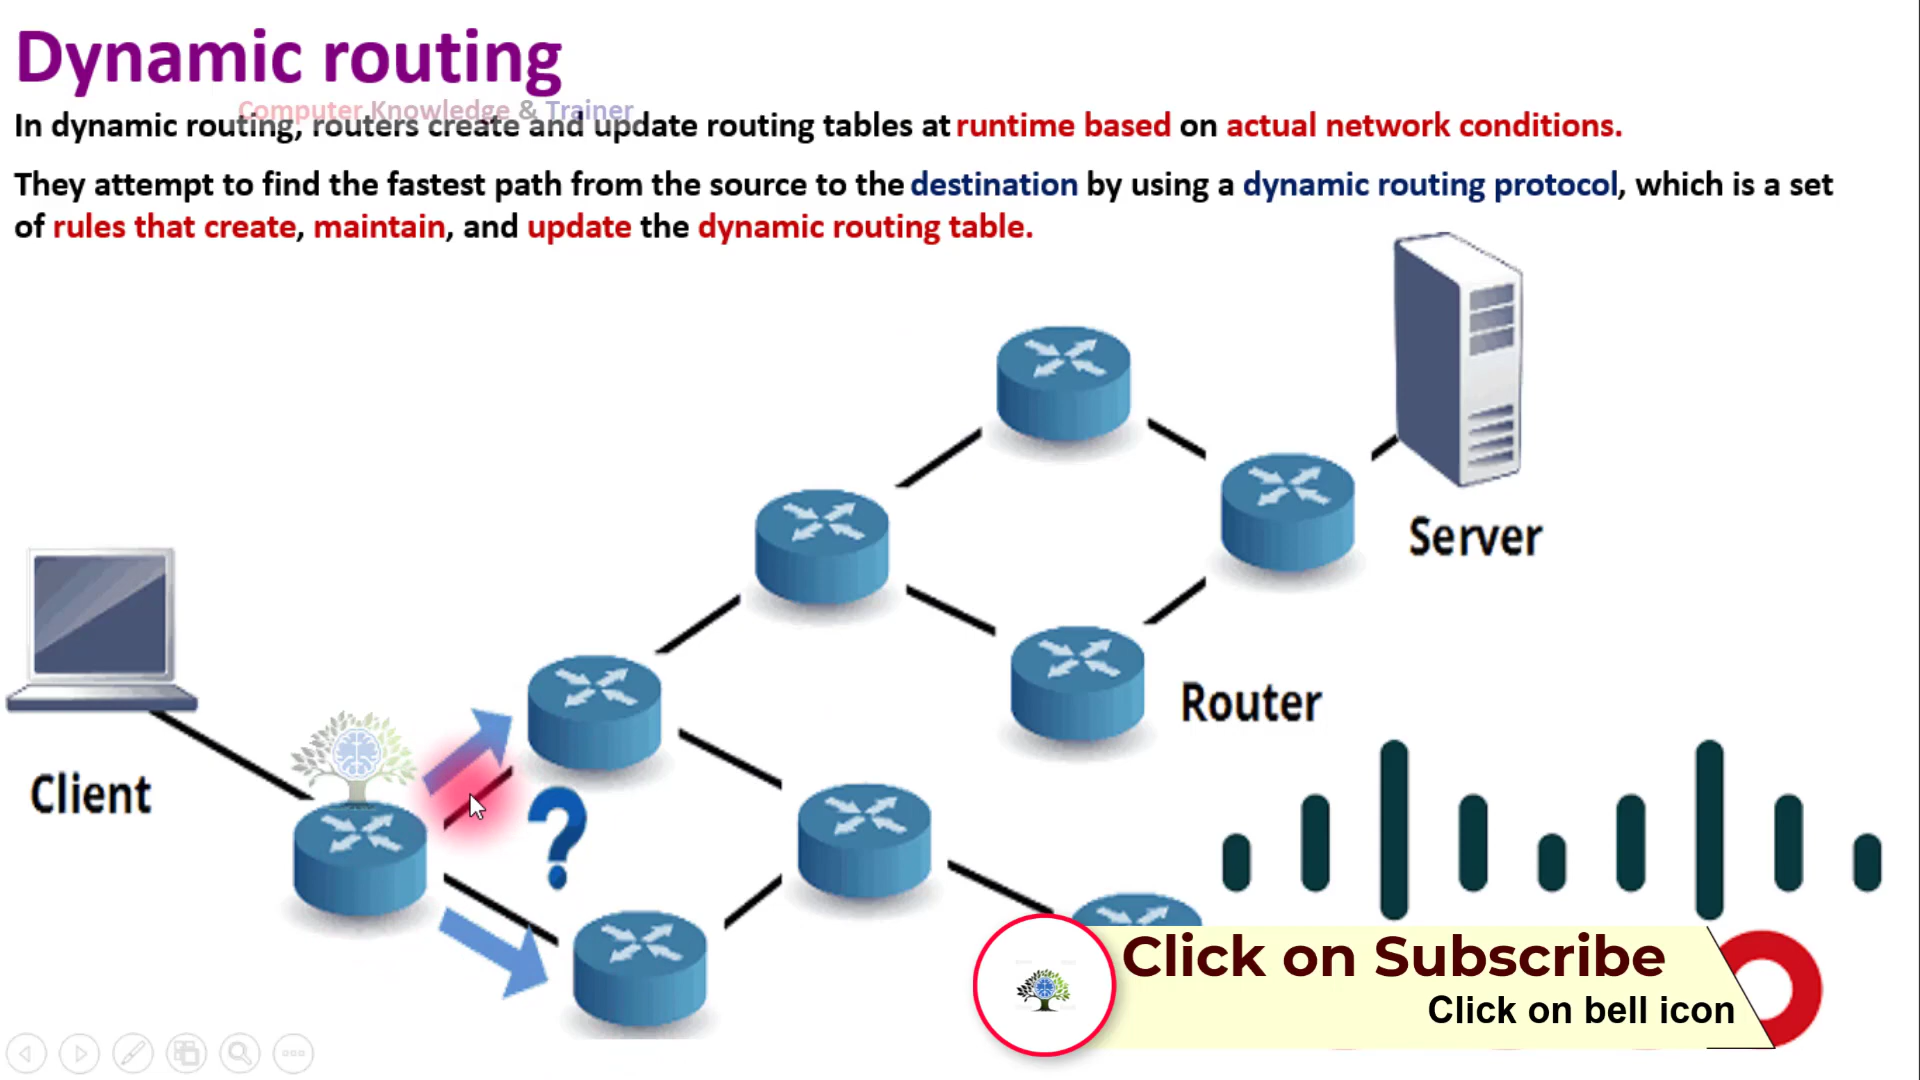 Dynamic routing
Computer Knowledge & Trainer
In dynamic routing, routers create and update routing tables at runtime based on actual network conditions.
They attempt to find the fastest path from the source to the destination by using a dynamic routing protocol, which is a set
of rules that create, maintain, and update the dynamic routing table.
Server
Router
Client
?
Click on Subscribe
Click on bell icon